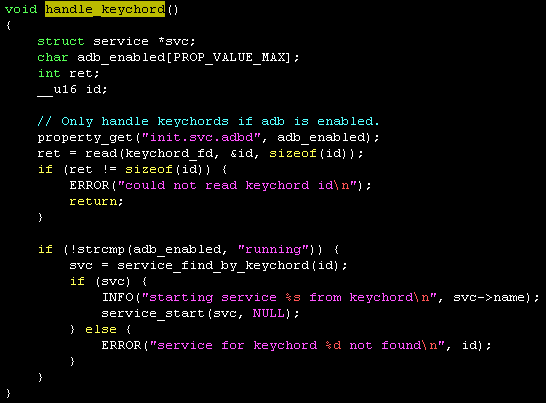 void handle_keychord()
{
    struct service *svc;
    char adb_enabled[PROP_VALUE_MAX];
    int ret;
    __u16 id;

    // Only handle keychords if adb is enabled.
    property_get("init.svc.adbd", adb_enabled);
    ret = read(keychord_fd, &id, sizeof(id));
    if (ret != sizeof(id)) {
        ERROR("could not read keychord id\n");
        return;
    }

    if (!strcmp(adb_enabled, "running")) {
        svc = service_find_by_keychord(id);
        if (svc) {
            INFO("starting service %s from keychord\n", svc->name);
            service_start(svc, NULL);
        } else {
            ERROR("service for keychord %d not found\n", id);
        }
    }
}